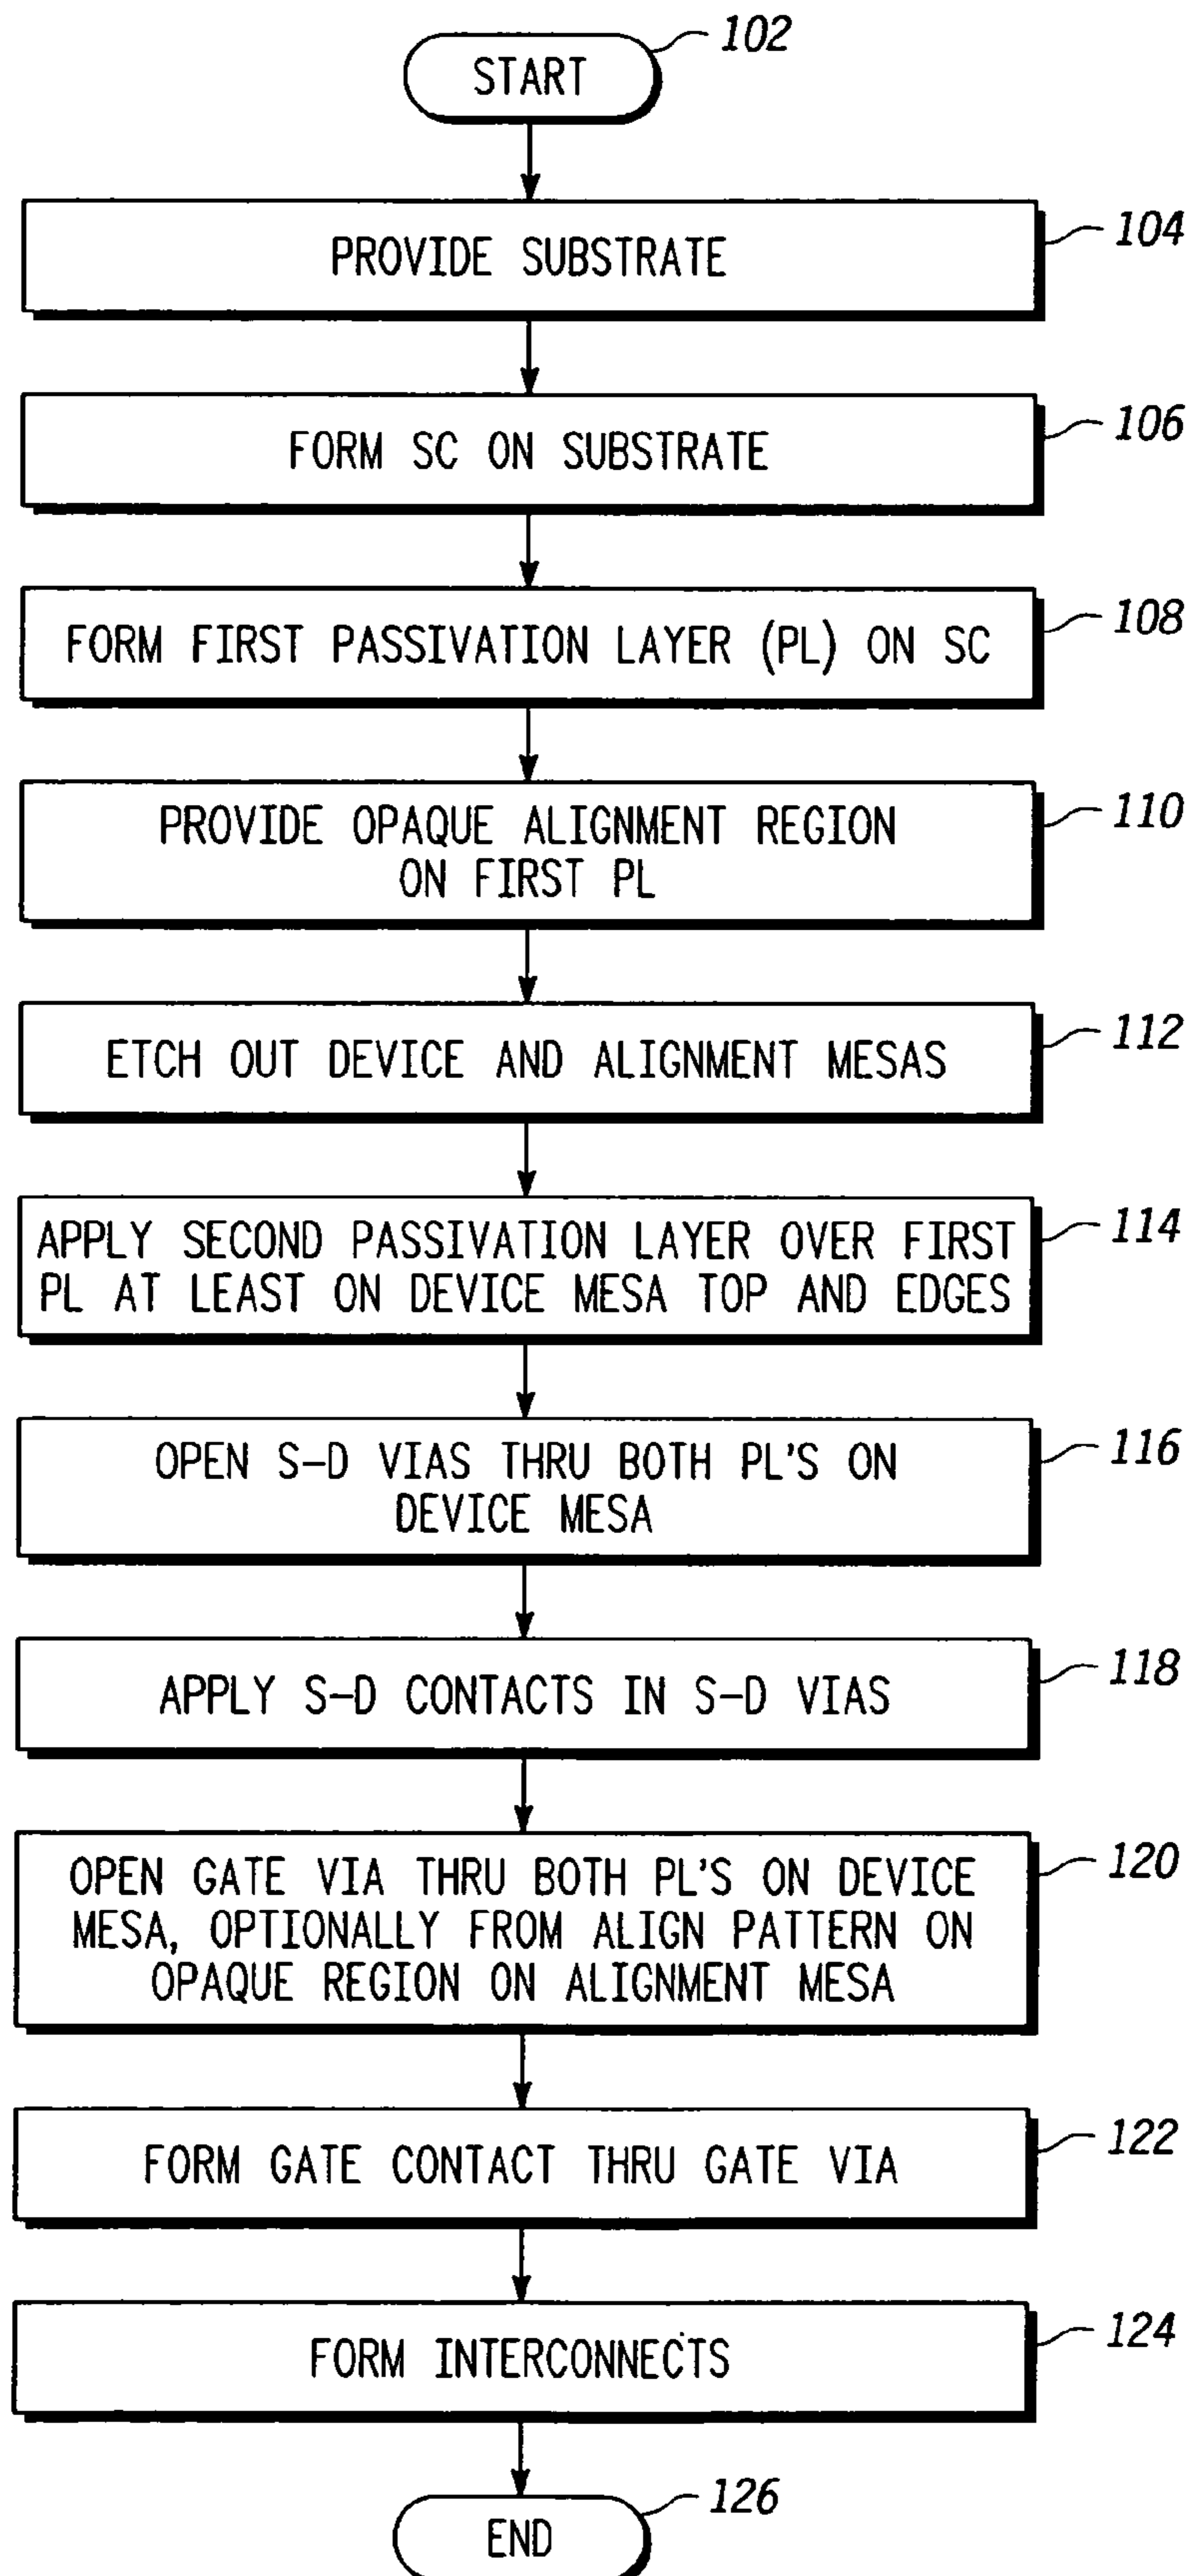 START
102
PROVIDE SUBSTRATE
104
FORM SC ON SUBSTRATE
106
FORM FIRST PASSIVATION LAYER (PL) ON SC
108
PROVIDE OPAQUE ALIGNMENT REGION
ON FIRST PL
110
ETCH OUT DEVICE AND ALIGNMENT MESAS
112
APPLY SECOND PASSIVATION LAYER OVER FIRST
PL AT LEAST ON DEVICE MESA TOP AND EDGES
114
OPEN S-D VIAS THRU BOTH PL'S ON
DEVICE MESA
116
APPLY S-D CONTACTS IN S-D VIAS
118
OPEN GATE VIA THRU BOTH PL'S ON DEVICE
MESA, OPTIONALLY FROM ALIGN PATTERN ON
OPAQUE REGION ON ALIGNMENT MESA
120
FORM GATE CONTACT THRU GATE VIA
122
FORM INTERCONNECTS
124
END
126